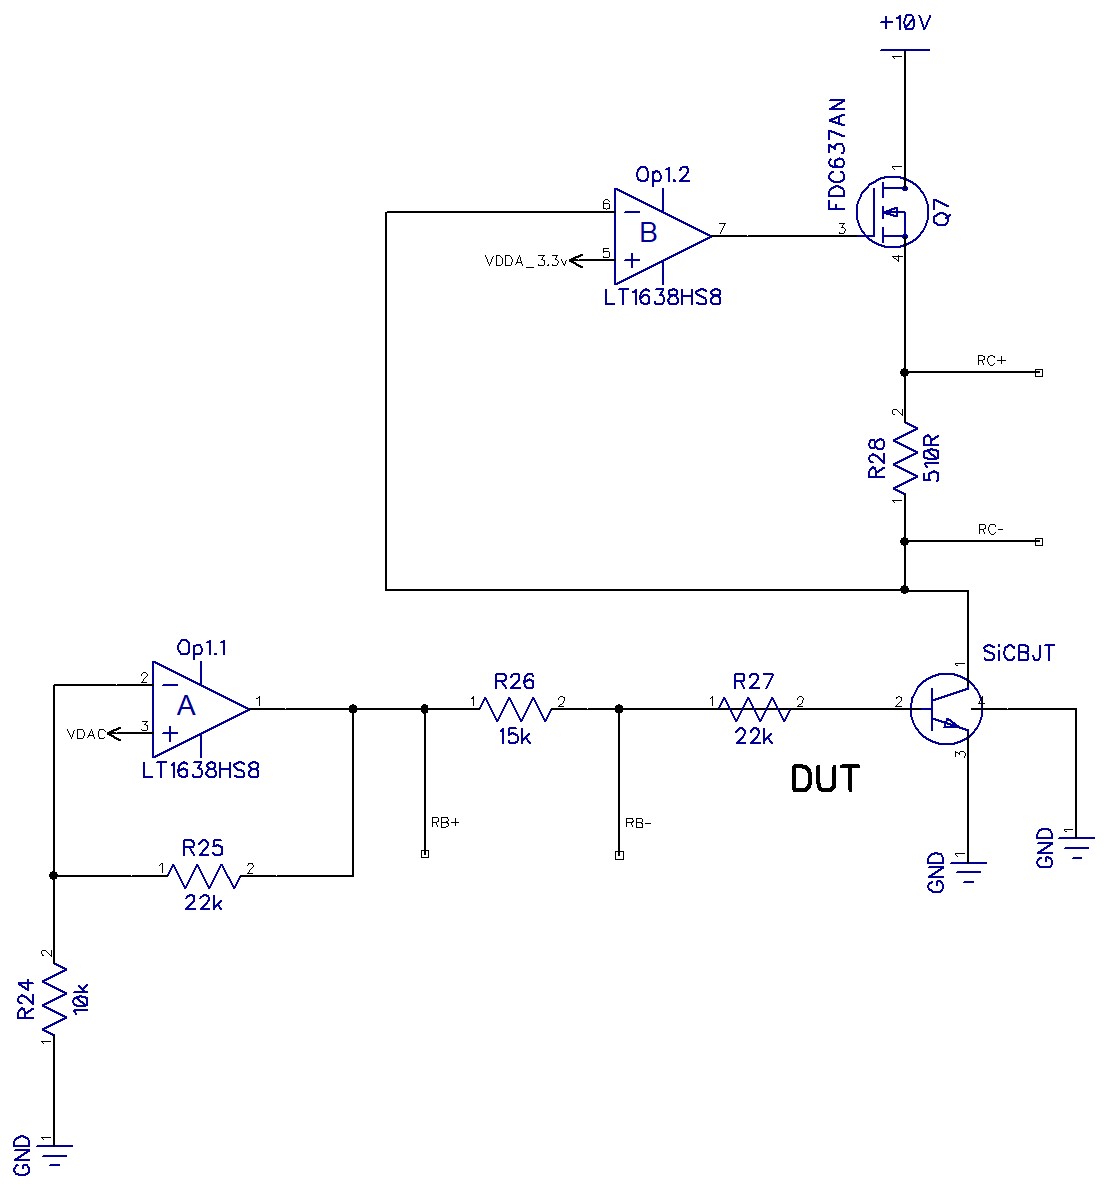 +10V
1
FDC637AN
1
Q7
3
4
Op1.2
6
B
7
5
VDDA_3.3v
LT1638HS8
RC+
2
R28
510R
1
RC-
SiCBJT
1
2
4
3
Op1.1
2
A
1
3
VDAC
LT1638HS8
R26
1
2
15k
R27
1
2
22k
DUT
RB+
RB-
R25
1
2
22k
GND
1
GND
1
2
R24
10k
1
GND
1